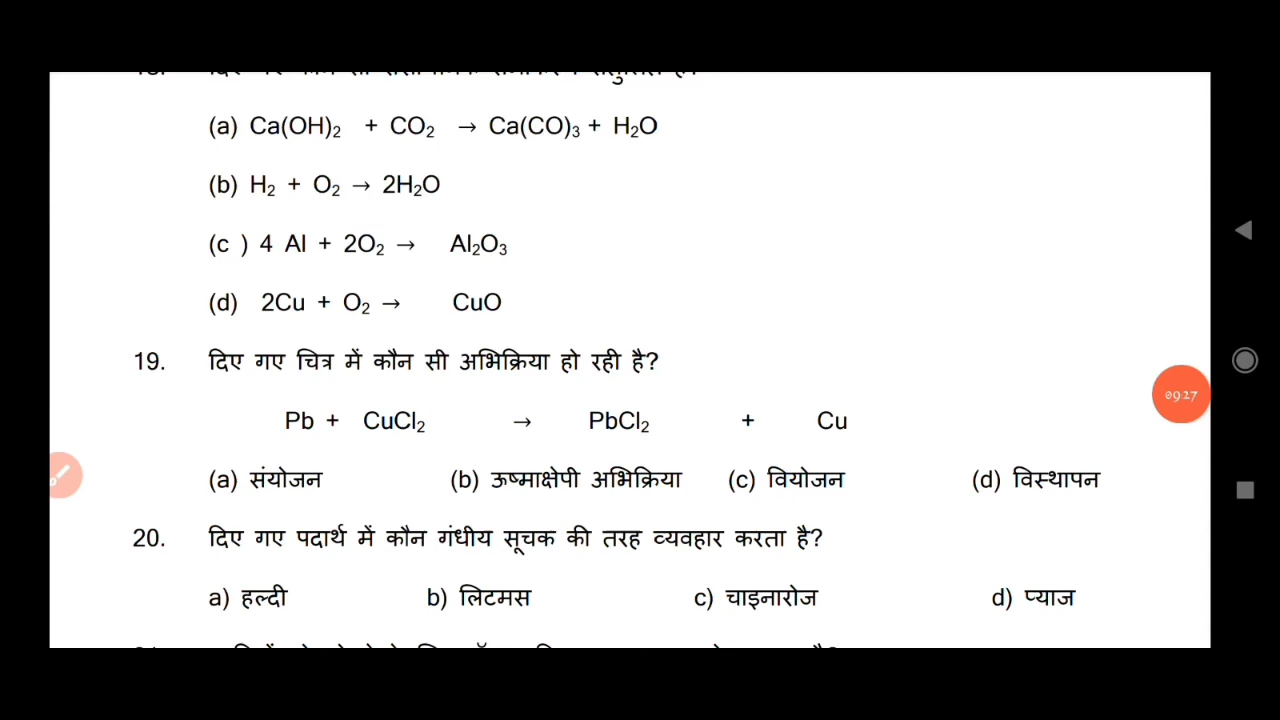 (a) Ca(OH)₂ + CO₂ → Ca(CO)₃ + H₂O
(b) H₂ + O₂ → 2H₂O
(c ) 4 Al + 2O₂ → Al₂O₃
(d) 2Cu + O₂ → CuO
19. दिए गए चित्र में कौन सी अभिक्रिया हो रही है?
Pb + CuCl₂ → PbCl₂ + Cu
(a) संयोजन (b) ऊष्माक्षेपी अभिक्रिया (c) वियोजन (d) विस्थापन
20. दिए गए पदार्थ में कौन गंधीय सूचक की तरह व्यवहार करता है?
a) हल्दी b) लिटमस c) चाइनारोज d) प्याज
09:27